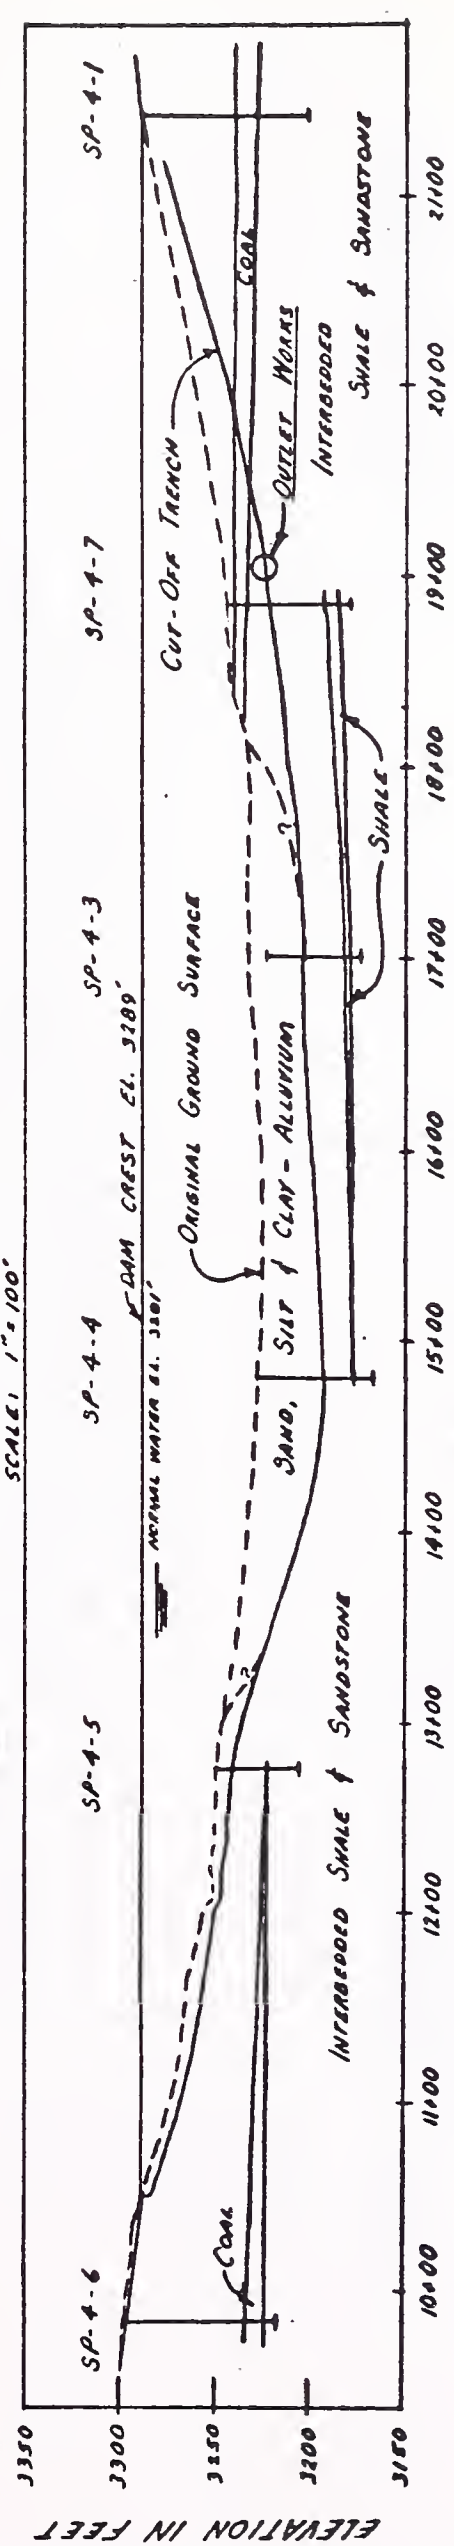 SCALE: 1" = 100'
SP-4-6
SP-4-5
SP-4-4
SP-4-3
SP-4-7
SP-4-1
DAM CREST EL. 3289'
NORMAL WATER EL. 3281'
ORIGINAL GROUND SURFACE
CUT-OFF TRENCH
COAL
COAL
OUTLET WORKS
SAND, SILT & CLAY - ALLUVIUM
INTERBEDDED SHALE & SANDSTONE
INTERBEDDED
SHALE & SANDSTONE
SHALE
ELEVATION IN FEET
3350
3300
3250
3200
3150
10+00
11+00
12+00
13+00
14+00
15+00
16+00
17+00
18+00
19+00
20+00
21+00
?
?